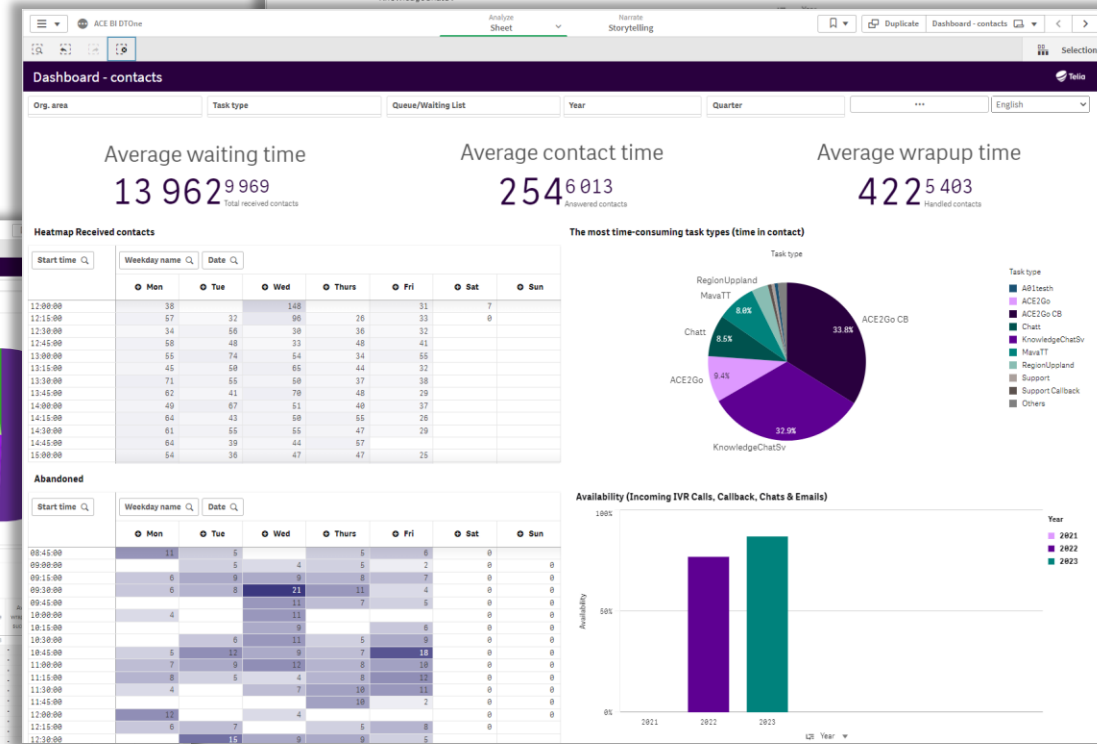 ACE BI DTOne
Analyze
Sheet
Narrate
Storytelling
Duplicate
Dashboard - contacts
Selection
Dashboard - contacts
Telia
Org. area
Task type
Queue/Waiting List
Year
Quarter
...
English
Average waiting time
13 962
9 969
Total received contacts
Average contact time
254
6 013
Answered contacts
Average wrapup time
422
5 403
Handled contacts
Heatmap Received contacts
Start time
Weekday name
Date
Mon Tue Wed Thurs Fri Sat Sun
12:00:00 38 148 31 7
12:15:00 57 32 96 26 33 0
12:30:00 34 56 30 36 32
12:45:00 58 48 33 48 41
13:00:00 55 74 54 34 55
13:15:00 45 50 65 44 32
13:30:00 71 55 50 37 38
13:45:00 62 41 70 48 29
14:00:00 49 67 51 40 37
14:15:00 64 43 50 55 26
14:30:00 61 55 55 47 29
14:45:00 64 39 44 57
15:00:00 54 36 47 47 25
The most time-consuming task types (time in contact)
Task type
RegionUppland
MavaTT
8.0%
Chatt
8.5%
ACE2Go
9.4%
ACE2Go CB
33.8%
32.9%
KnowledgeChatSv
Task type
A01testh
ACE2Go
ACE2Go CB
Chatt
KnowledgeChatSv
MavaTT
RegionUppland
Support
Support Callback
Others
Abandoned
Start time
Weekday name
Date
Mon Tue Wed Thurs Fri Sat Sun
08:45:00 11 5 5 6 0
09:00:00 5 4 5 2 0 0
09:15:00 6 9 9 8 7 0 0
09:30:00 6 8 21 11 4 0 0
09:45:00 11 7 5 0 0
10:00:00 4 11 0 0
10:15:00 9 6 0 0
10:30:00 6 11 5 9 0 0
10:45:00 5 12 9 7 18 0 0
11:00:00 7 9 12 8 10 0 0
11:15:00 8 5 4 8 12 0 0
11:30:00 4 7 10 11 0 0
11:45:00 10 2 0 0
12:00:00 12 4 0 0
12:15:00 6 7 5 8 0
12:30:00 15 9 9 5
Availability (Incoming IVR Calls, Callback, Chats & Emails)
100%
50%
0%
Availability
2021
2022
2023
Year
Year
2021
2022
2023